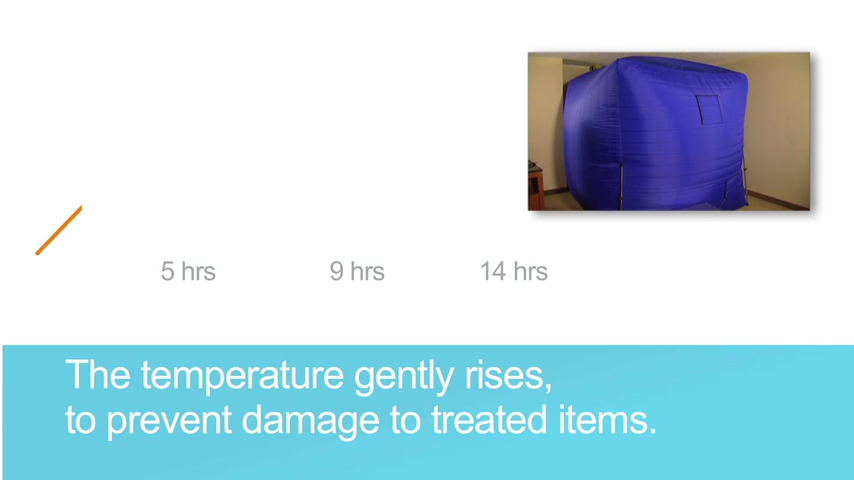 5 hrs 9 hrs 14 hrs
The temperature gently rises,
to prevent damage to treated items.